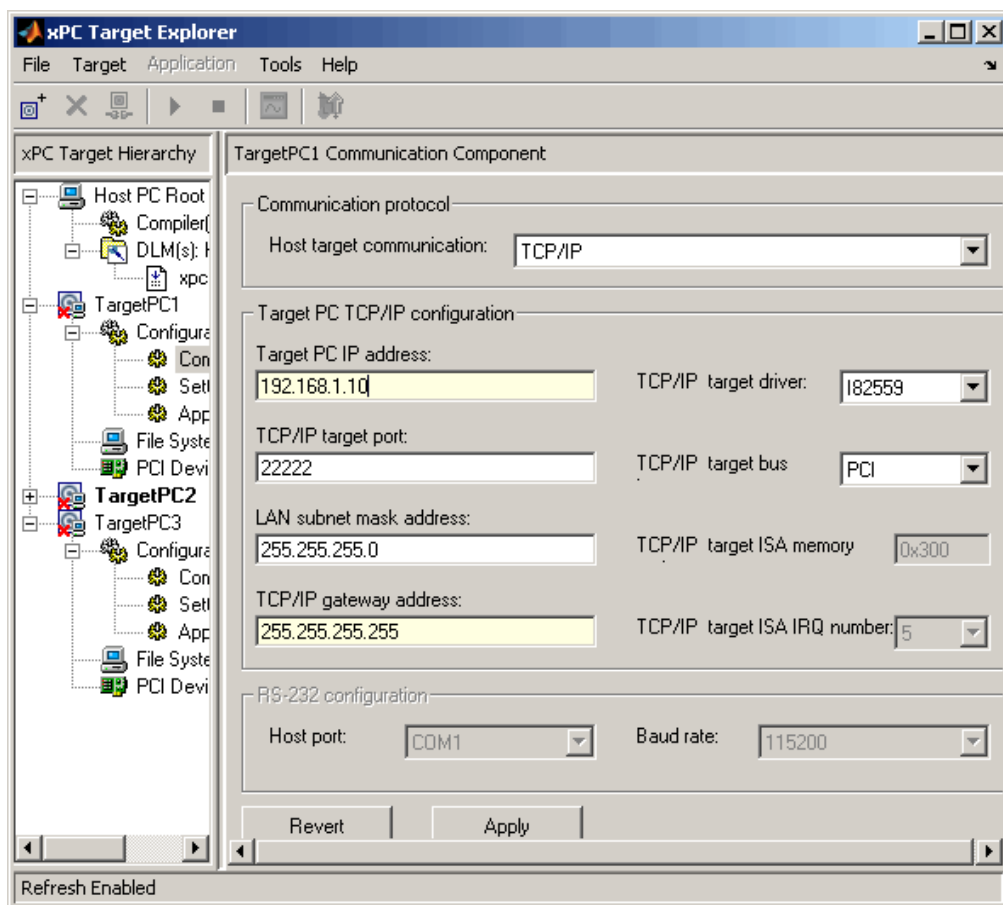 xPC Target Explorer
File Target Application Tools Help
xPC Target Hierarchy
TargetPC1 Communication Component
Host PC Root
Compiler(
DLM(s): H
xpc
TargetPC1
Configura
Con
Sett
App
File Syste
PCI Devi
TargetPC2
TargetPC3
Configura
Con
Sett
App
File Syste
PCI Devi
Communication protocol
Host target communication: TCP/IP
Target PC TCP/IP configuration
Target PC IP address:
192.168.1.10
TCP/IP target driver: I82559
TCP/IP target port:
22222
TCP/IP target bus PCI
LAN subnet mask address:
255.255.255.0
TCP/IP target ISA memory 0x300
TCP/IP gateway address:
255.255.255.255
TCP/IP target ISA IRQ number: 5
RS-232 configuration
Host port: COM1 Baud rate: 115200
Revert Apply
Refresh Enabled